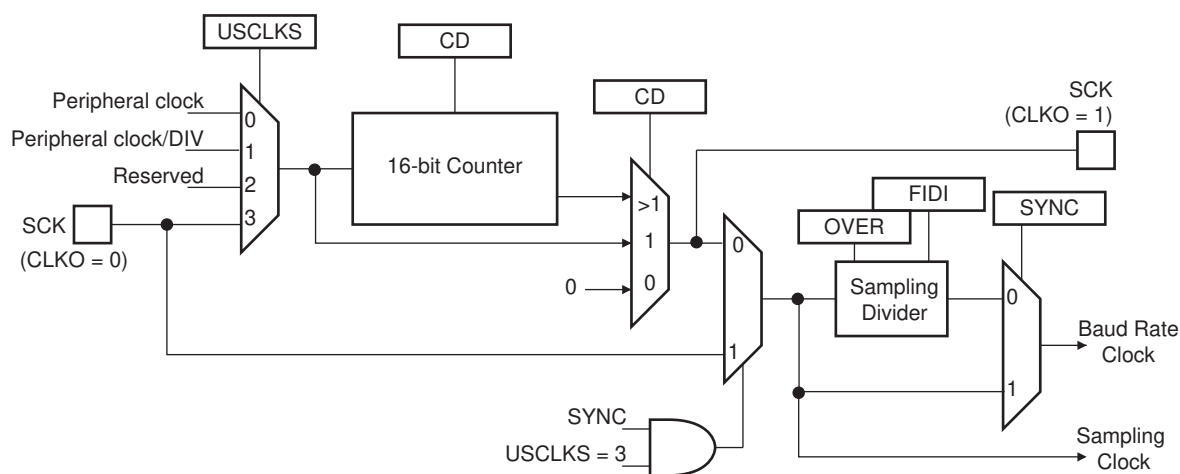 USCLKS
CD
CD
SCK
(CLKO = 1)
Peripheral clock
0
Peripheral clock/DIV
1
16-bit Counter
Reserved
2
3
SCK
(CLKO = 0)
>1
1
0
0
FIDI
OVER
SYNC
0
Sampling
Divider
0
1
1
Baud Rate
Clock
SYNC
USCLKS = 3
Sampling
Clock